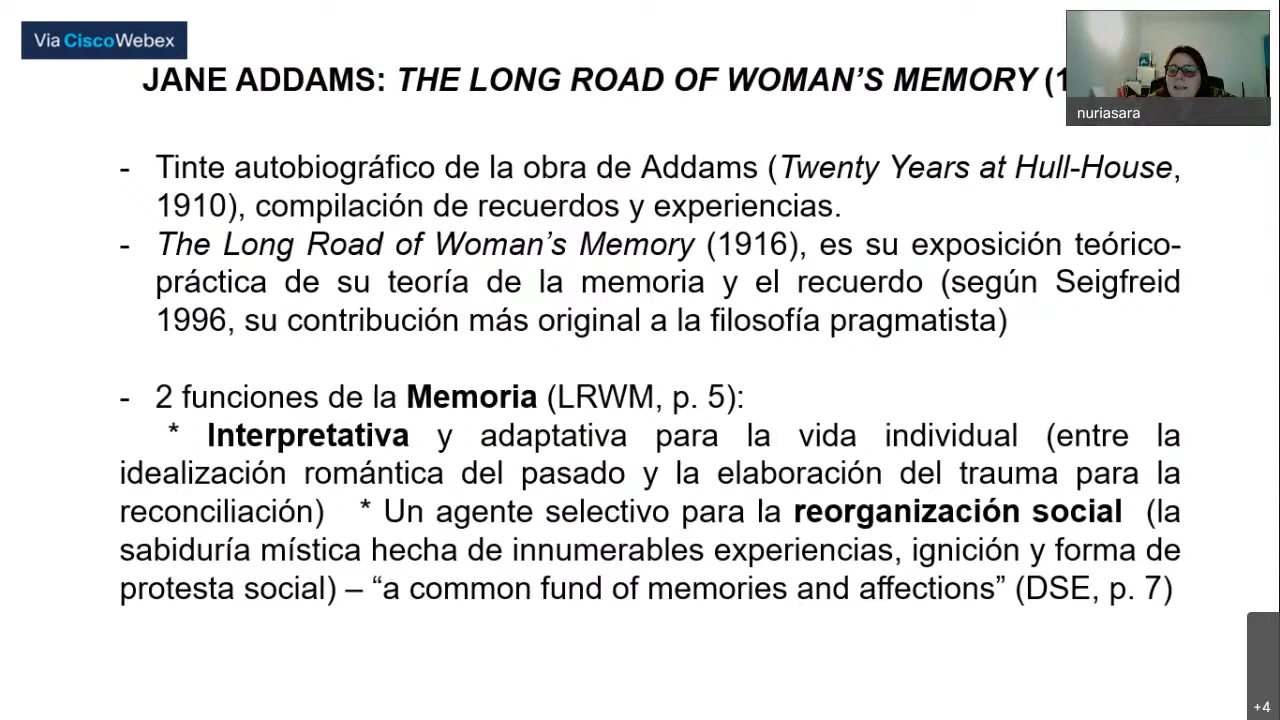 Via CiscoWebex
JANE ADDAMS: THE LONG ROAD OF WOMAN'S MEMORY (1
nuriasara
- Tinte autobiográfico de la obra de Addams (Twenty Years at Hull-House,
1910), compilación de recuerdos y experiencias.
- The Long Road of Woman's Memory (1916), es su exposición teórico-
práctica de su teoría de la memoria y el recuerdo (según Seigfreid
1996, su contribución más original a la filosofía pragmatista)
- 2 funciones de la Memoria (LRWM, p. 5):
* Interpretativa y adaptativa para la vida individual (entre la
idealización romántica del pasado y la elaboración del trauma para la
reconciliación) * Un agente selectivo para la reorganización social (la
sabiduría mística hecha de innumerables experiencias, ignición y forma de
protesta social) – “a common fund of memories and affections” (DSE, p. 7)
+4